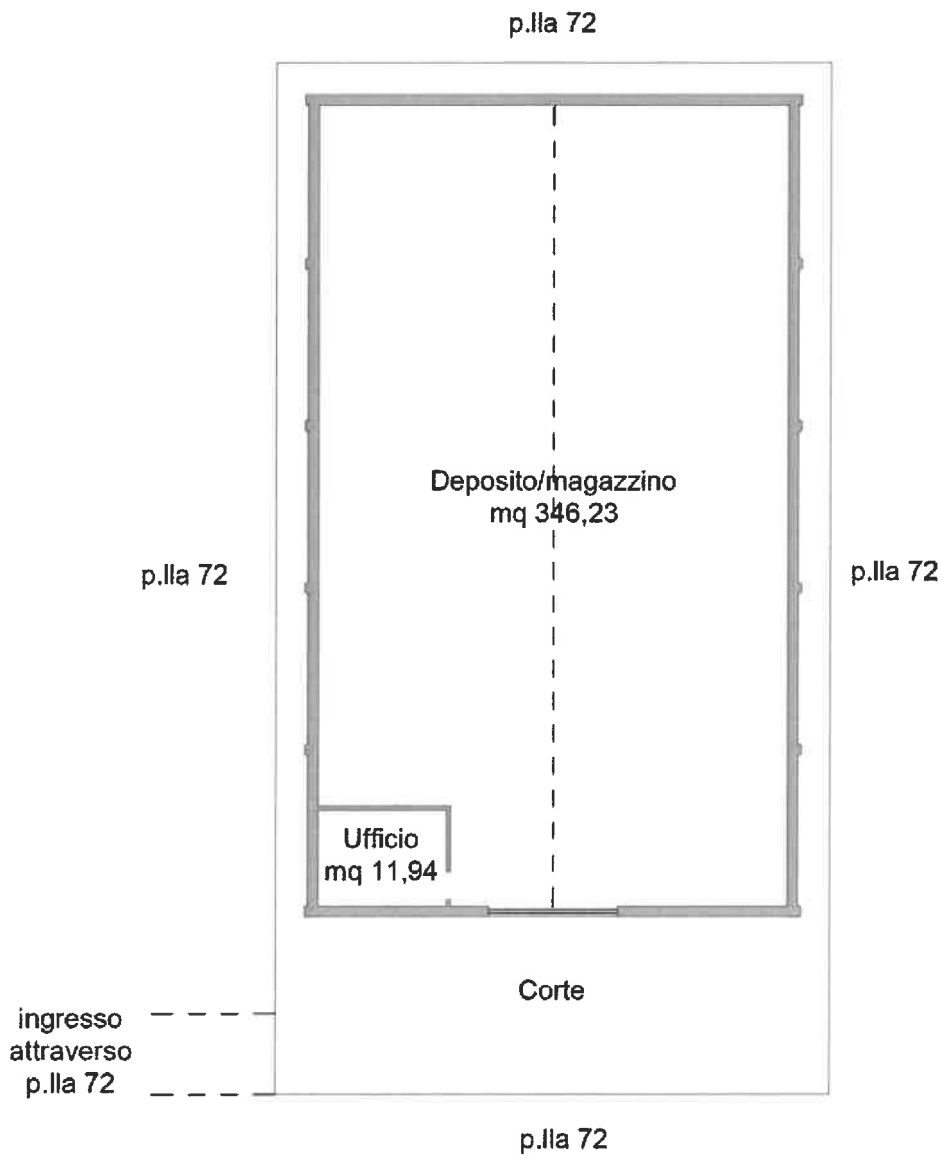 p.lla 72
Deposito/magazzino
mq 346,23
p.lla 72
p.lla 72
Ufficio
mq 11,94
Corte
ingresso
attraverso
p.lla 72
p.lla 72